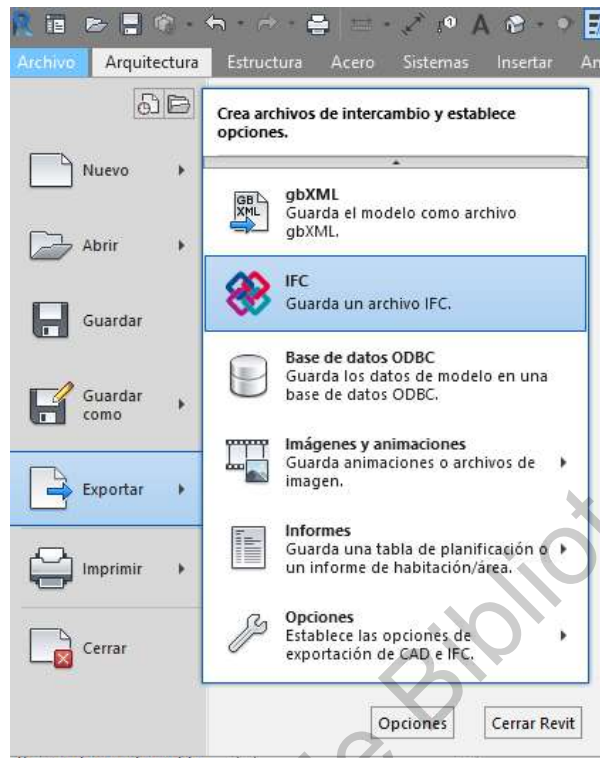 Archivo Arquitectura Estructura Acero Sistemas Insertar An
Crea archivos de intercambio y establece
opciones.
Nuevo
Abrir
Guardar
Guardar
como
Exportar
Imprimir
Cerrar
GB
XML
gbXML
Guarda el modelo como archivo
gbXML.
IFC
Guarda un archivo IFC.
Base de datos ODBC
Guarda los datos de modelo en una
base de datos ODBC.
Imágenes y animaciones
Guarda animaciones o archivos de
imagen.
Informes
Guarda una tabla de planificación o
un informe de habitación/área.
Opciones
Establece las opciones de
exportación de CAD e IFC.
Opciones Cerrar Revit
de Bibliot